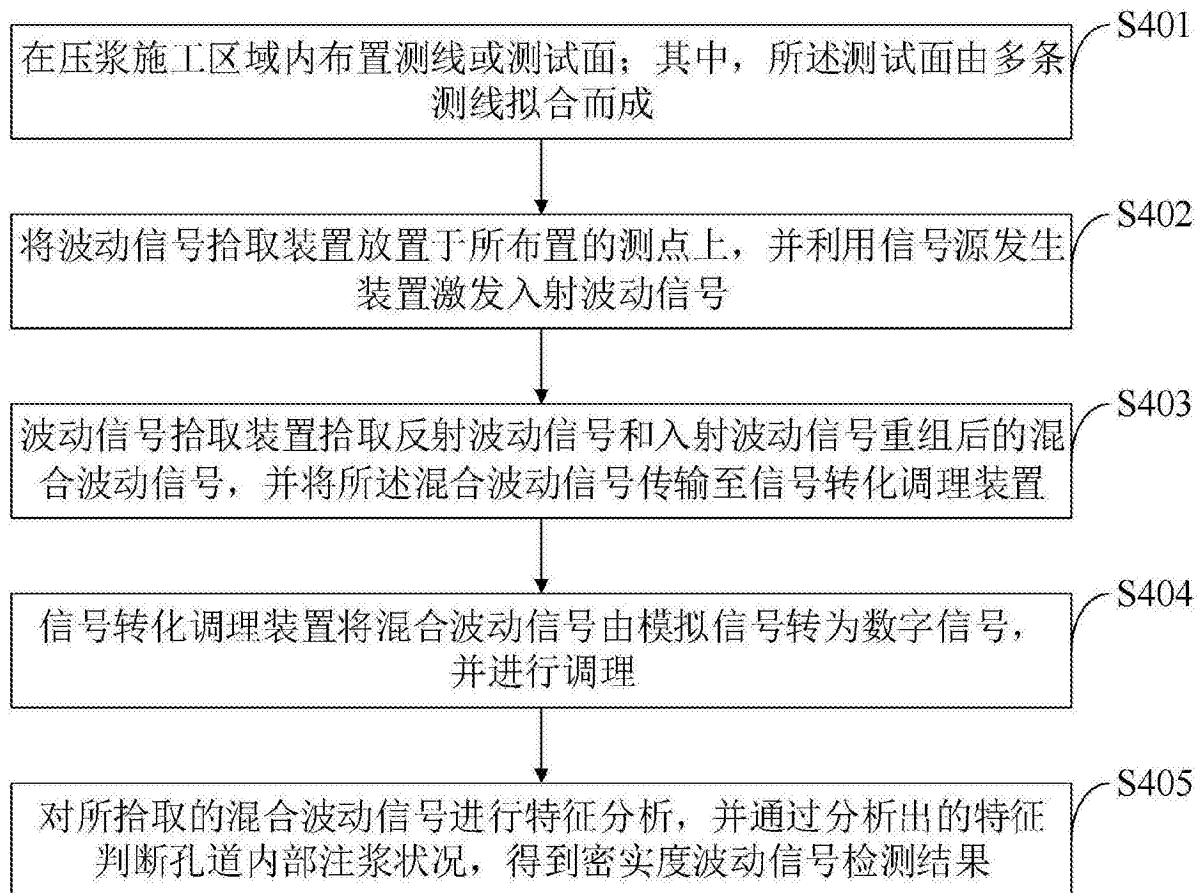 S401
在压浆施工区域内布置测线或测试面；其中，所述测试面由多条
测线拟合而成
S402
将波动信号拾取装置放置于所布置的测点上，并利用信号源发生
装置激发入射波动信号
S403
波动信号拾取装置拾取反射波动信号和入射波动信号重组后的混
合波动信号，并将所述混合波动信号传输至信号转化调理装置
S404
信号转化调理装置将混合波动信号由模拟信号转为数字信号，
并进行调理
S405
对所拾取的混合波动信号进行特征分析，并通过分析出的特征
判断孔道内部注浆状况，得到密实度波动信号检测结果